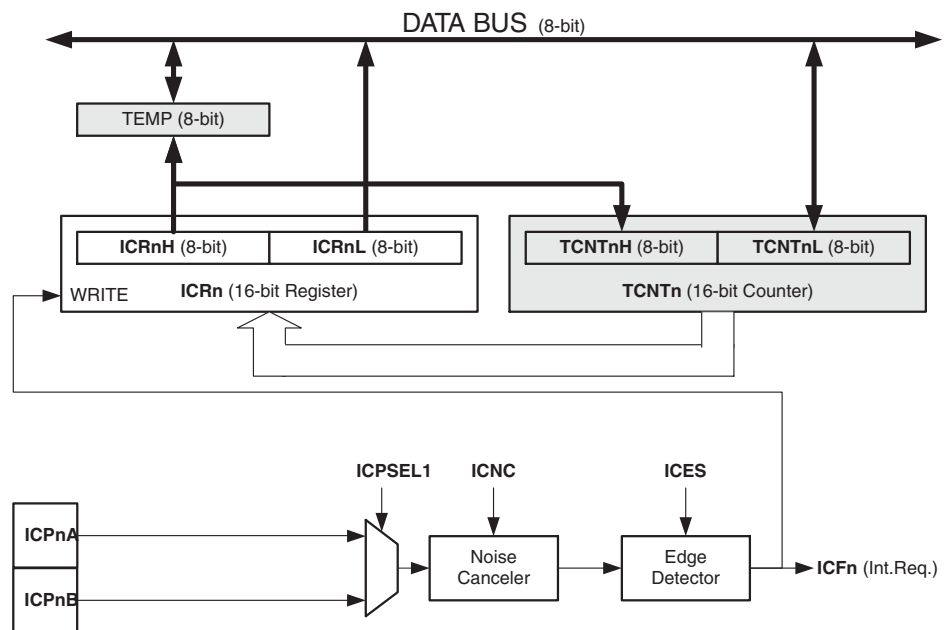 DATA BUS (8-bit)
TEMP (8-bit)
ICRnH (8-bit) ICRnL (8-bit) TCNTnH (8-bit) TCNTnL (8-bit)
WRITE ICRn (16-bit Register) TCNTn (16-bit Counter)
ICPSEL1 ICNC ICES
ICPnA
Noise Canceler
Edge Detector
ICFn (Int.Req.)
ICPnB